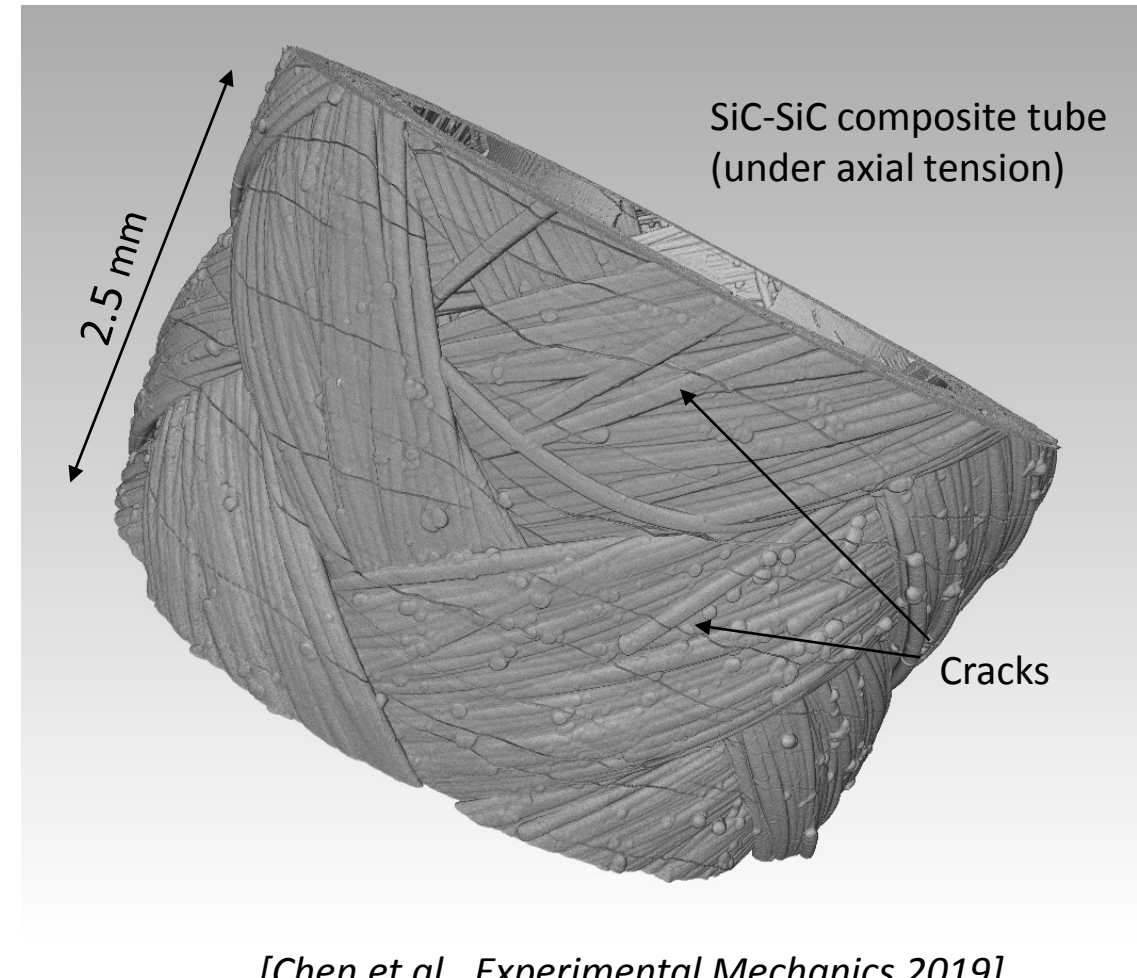 SiC-SiC composite tube
(under axial tension)
2.5 mm
Cracks
[Chen et al., Experimental Mechanics 2019]